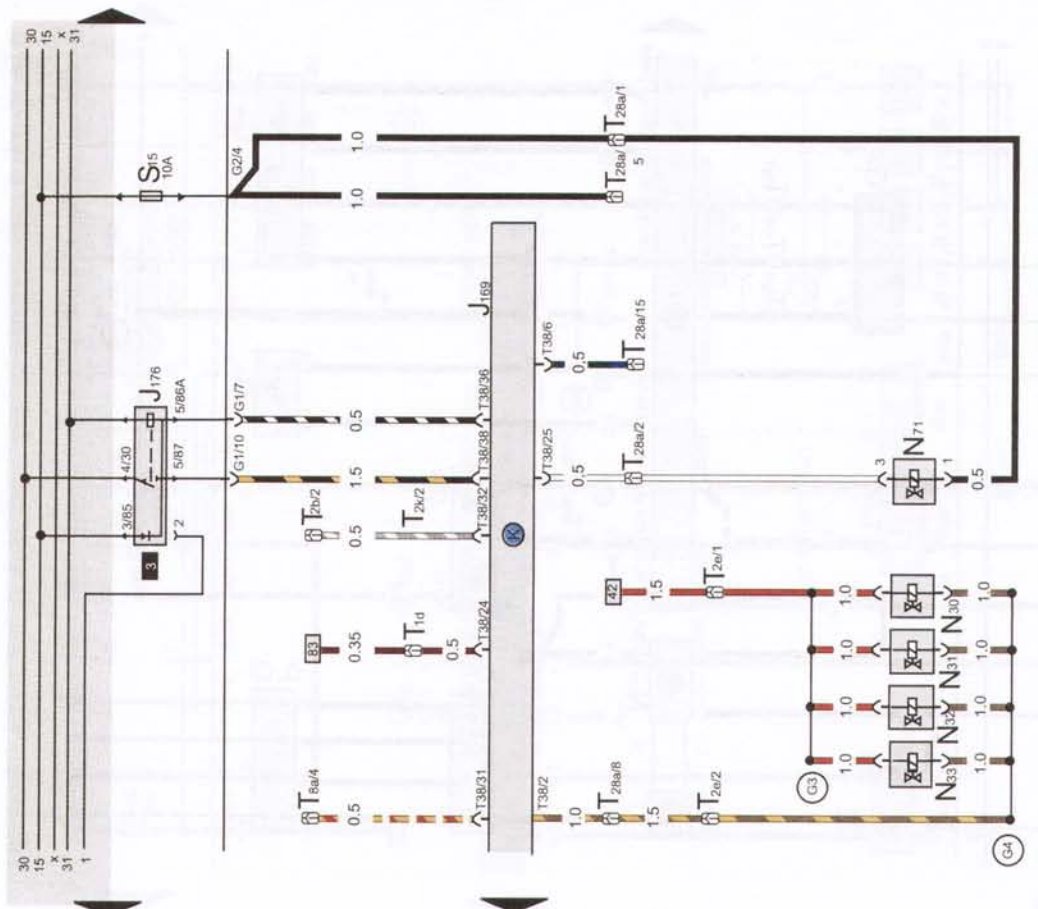 30
15
x
31
1
30
15
x
31
3/85
4/30
J176
3
2
5/87
5/86A
S15
10A
G1/10
G1/7
G2/4
83
T2b/2
T8a/4
0.35
0.5
0.5
1.5
0.5
1.0
1.0
T1d
T2k/2
0.5
T38/31
T38/24
T38/32
T38/38
T38/36
J169
K
T38/2
T38/25
T38/6
1.0
0.5
0.5
T28a/8
T28a/2
T28a/15
T28a/
5
T28a/1
1.5
42
1.5
T2e/2
T2e/1
G3
1.0
1.0
1.0
1.0
3
N33
N32
N31
N30
N71
1
1.0
1.0
1.0
1.0
0.5
G4